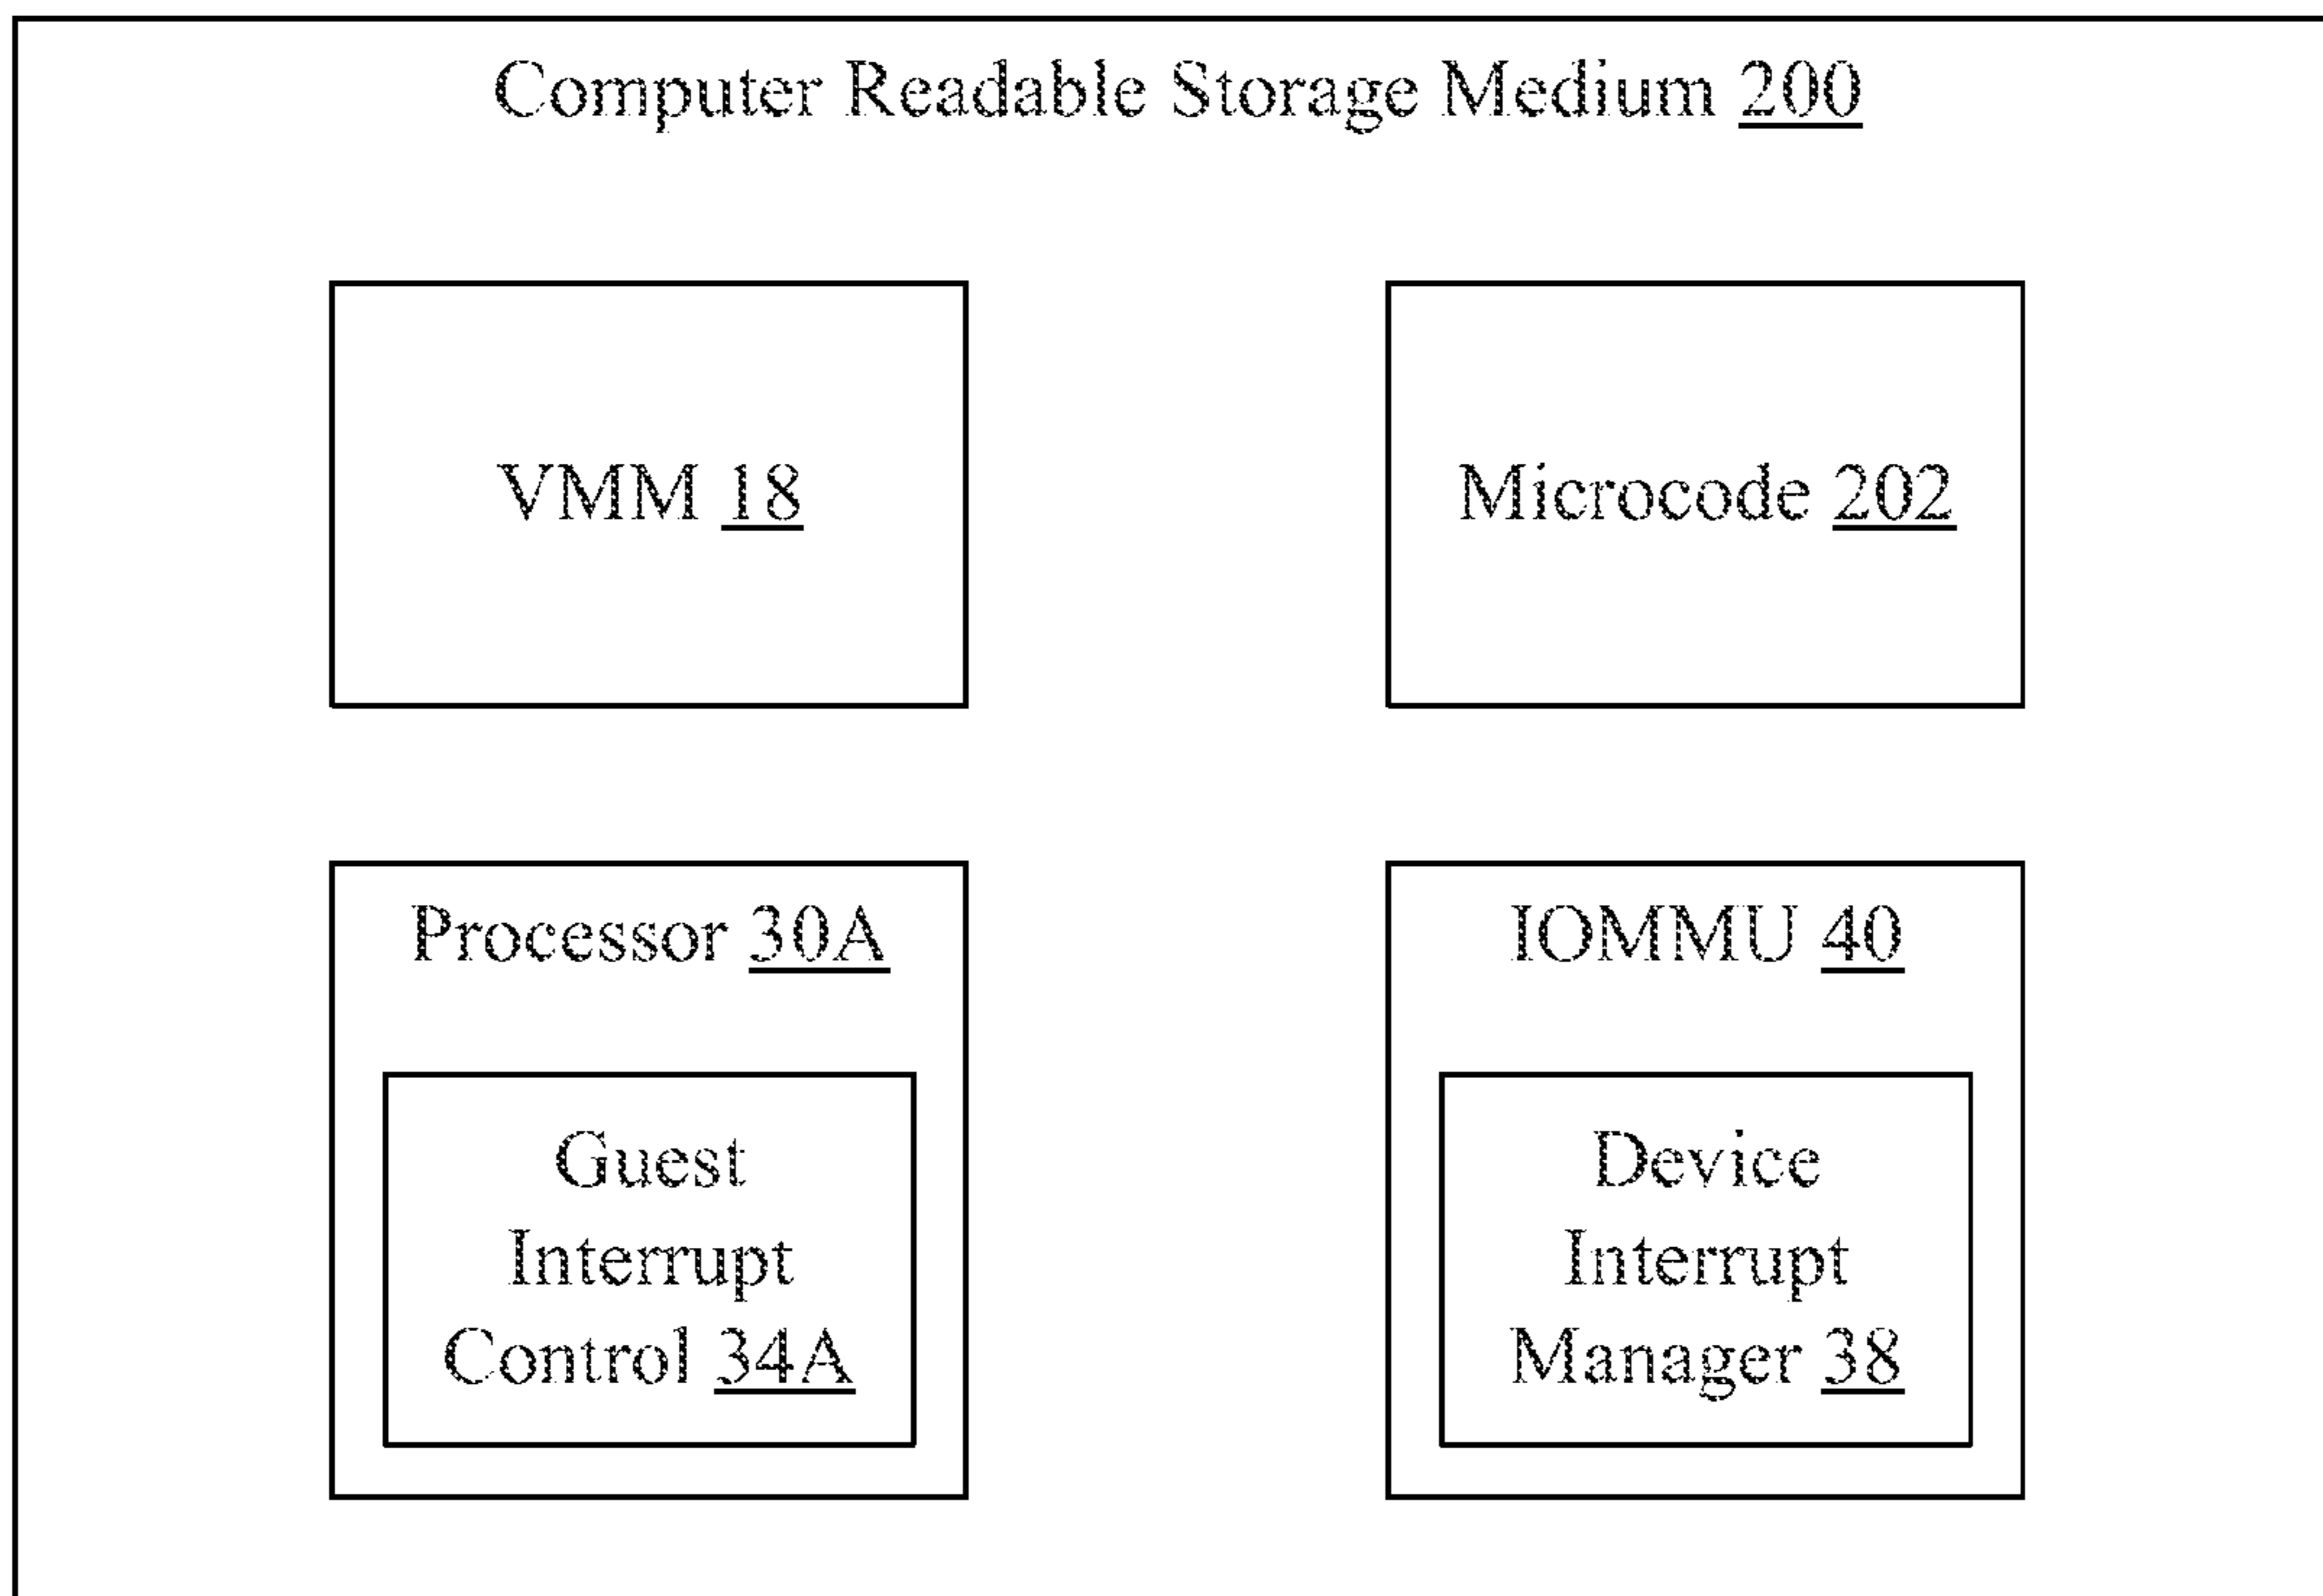 Computer Readable Storage Medium 200
VMM 18
Microcode 202
Processor 30A
Guest
Interrupt
Control 34A
IOMMU 40
Device
Interrupt
Manager 38